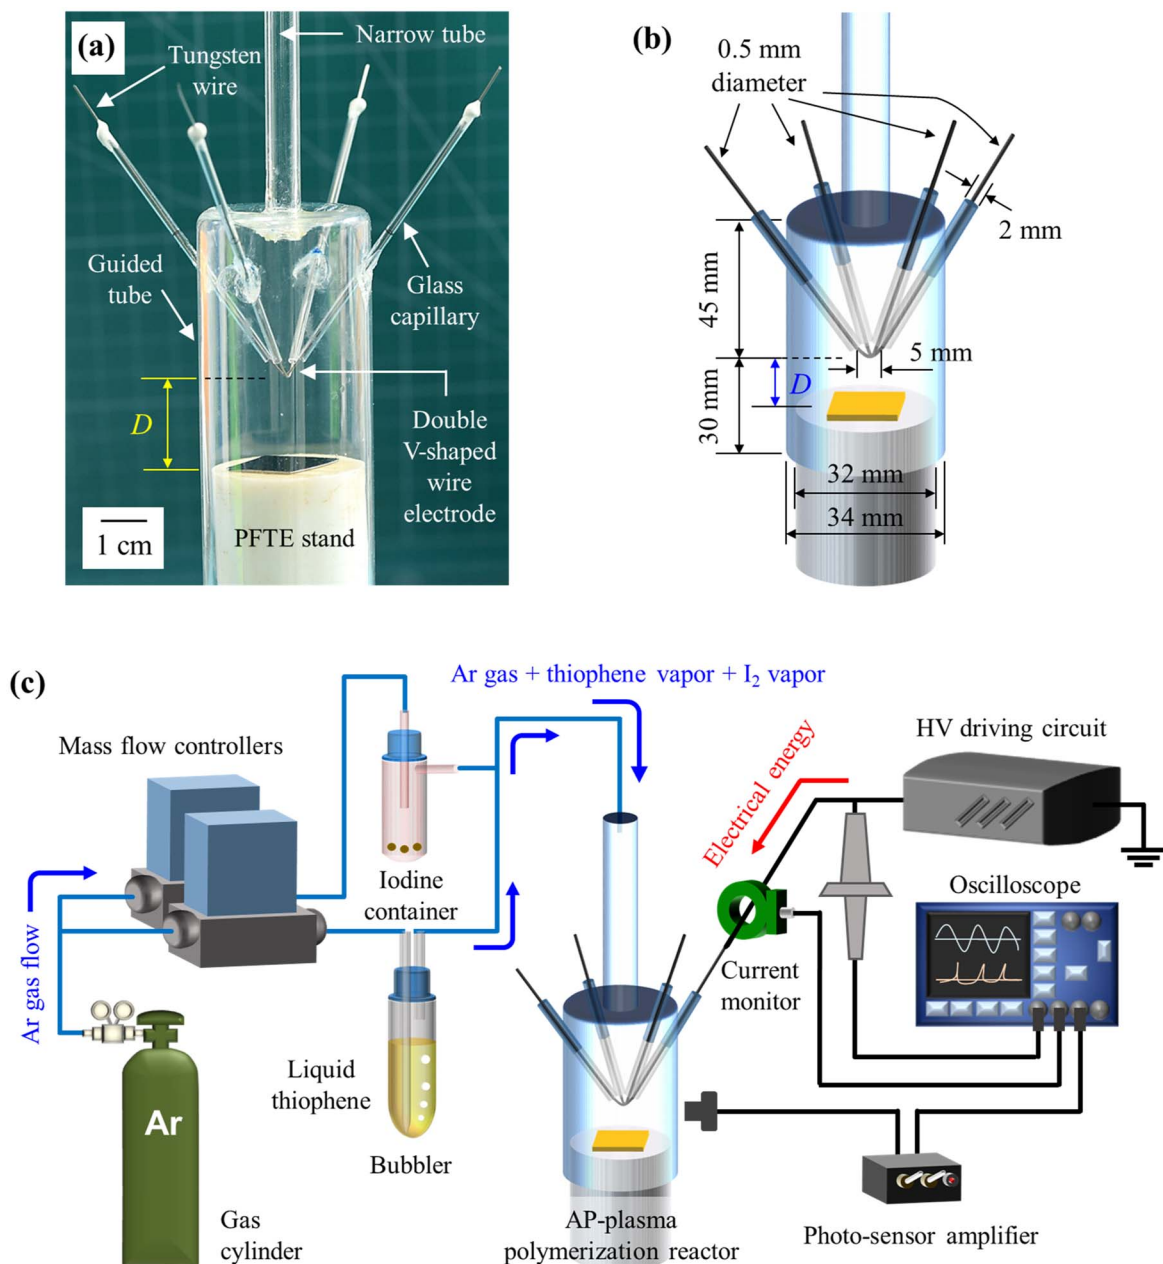 (a)
Narrow tube
Tungsten
wire
Guided
tube
Glass
capillary
D
Double
V-shaped
wire
electrode
1 cm
PFTE stand
(b)
0.5 mm
diameter
2 mm
45 mm
5 mm
D
30 mm
32 mm
34 mm
(c)
Ar gas + thiophene vapor + I₂ vapor
Mass flow controllers
HV driving circuit
Electrical energy
Iodine
container
Oscilloscope
Ar gas flow
Current
monitor
Liquid
thiophene
Ar
Bubbler
Gas
cylinder
AP-plasma
polymerization reactor
Photo-sensor amplifier